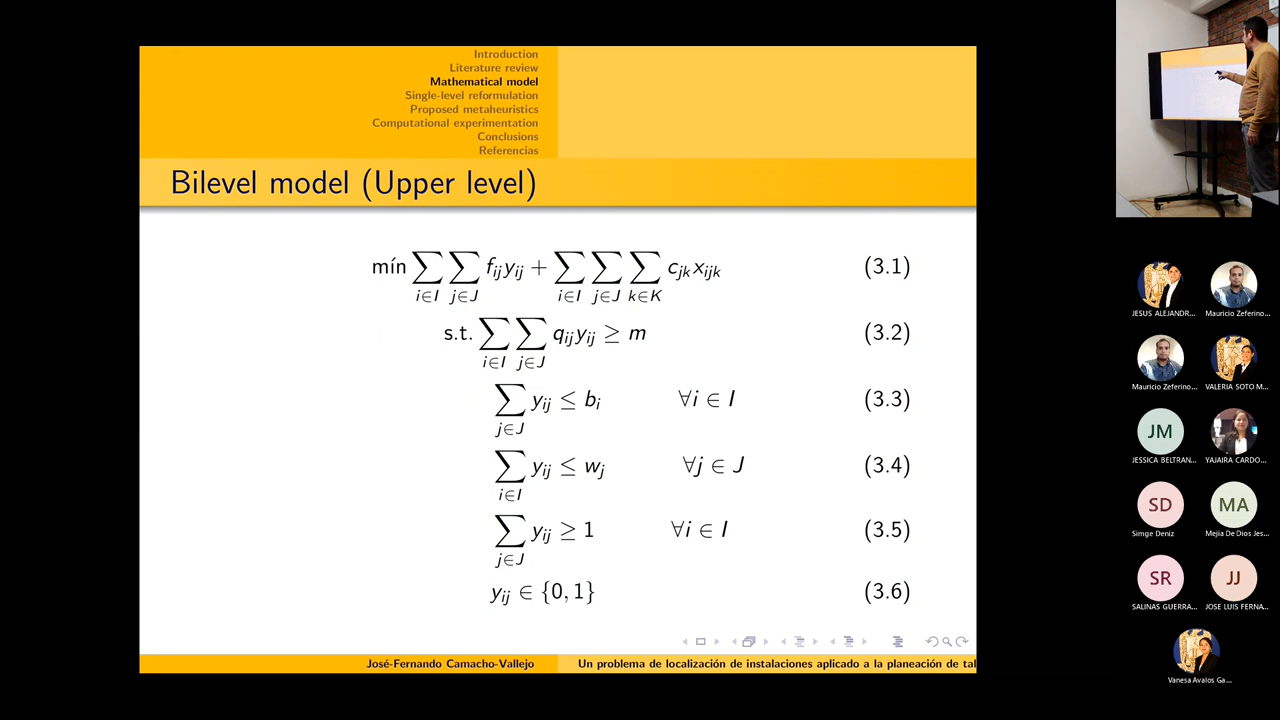 Introduction
Literature review
Mathematical model
Single-level reformulation
Proposed metaheuristics
Computational experimentation
Conclusions
Referencias
Bilevel model (Upper level)
mín ∑_{i∈I} ∑_{j∈J} f_{ij} y_{ij} + ∑_{i∈I} ∑_{j∈J} ∑_{k∈K} c_{jk} x_{ijk} (3.1)
s.t. ∑_{i∈I} ∑_{j∈J} q_{ij} y_{ij} ≥ m (3.2)
∑_{j∈J} y_{ij} ≤ b_i ∀i ∈ I (3.3)
∑_{i∈I} y_{ij} ≤ w_j ∀j ∈ J (3.4)
∑_{j∈J} y_{ij} ≥ 1 ∀i ∈ I (3.5)
y_{ij} ∈ {0, 1} (3.6)
José-Fernando Camacho-Vallejo
Un problema de localización de instalaciones aplicado a la planeación de tal
JESUS ALEJANDR...
Mauricio Zeferino...
Mauricio Zeferino...
VALERIA SOTO M...
JM
JESSICA BELTRAN...
YAJAIRA CARDO...
SD
Simge Deniz
MA
Mejia De Dios Jes...
SR
SALINAS GUERRA...
JJ
JOSE LUIS FERNA...
Vanesa Avalos Ga...